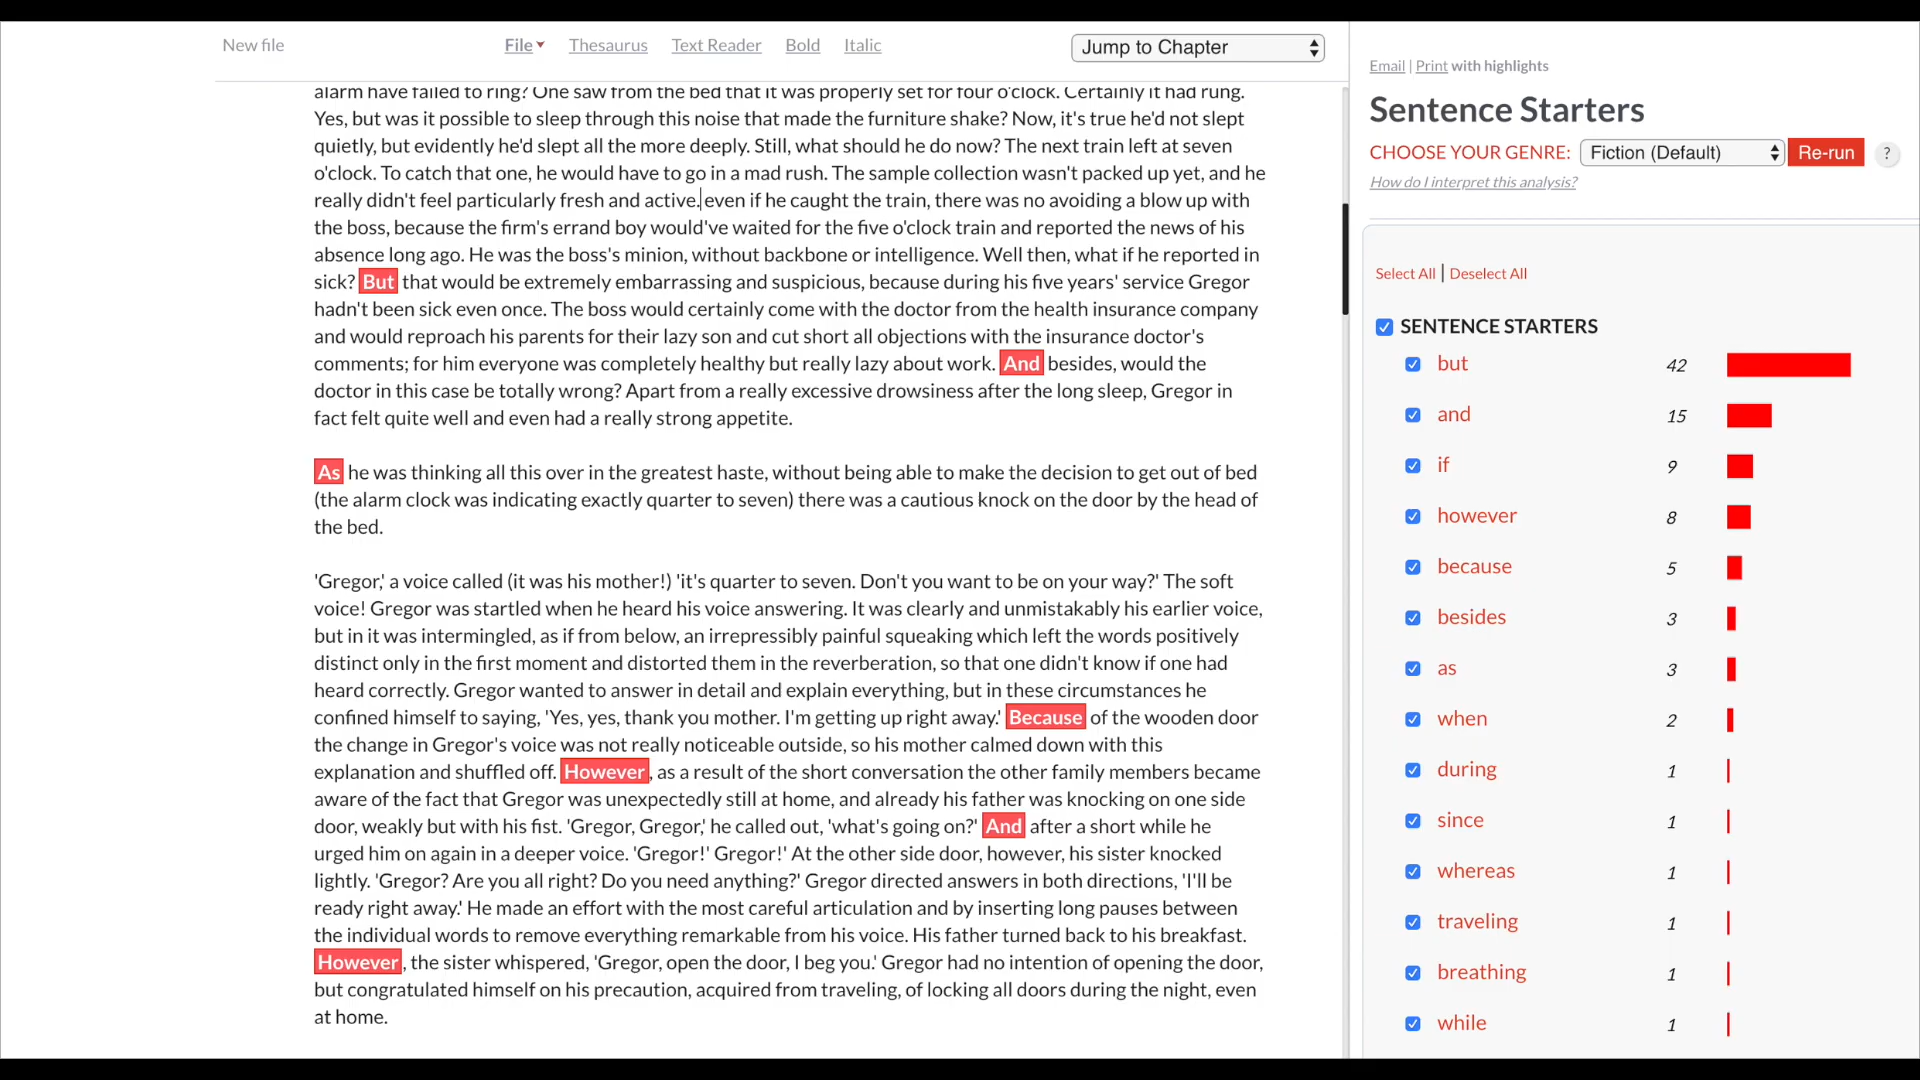 New file
File
Thesaurus
Text Reader
Bold
Italic
Jump to Chapter
alarm have failed to ring? One saw from the bed that it was properly set for four o'clock. Certainly it had rung.
Yes, but was it possible to sleep through this noise that made the furniture shake? Now, it's true he'd not slept
quietly, but evidently he'd slept all the more deeply. Still, what should he do now? The next train left at seven
o'clock. To catch that one, he would have to go in a mad rush. The sample collection wasn't packed up yet, and he
really didn't feel particularly fresh and active. even if he caught the train, there was no avoiding a blow up with
the boss, because the firm's errand boy would've waited for the five o'clock train and reported the news of his
absence long ago. He was the boss's minion, without backbone or intelligence. Well then, what if he reported in
sick? But that would be extremely embarrassing and suspicious, because during his five years' service Gregor
hadn't been sick even once. The boss would certainly come with the doctor from the health insurance company
and would reproach his parents for their lazy son and cut short all objections with the insurance doctor's
comments; for him everyone was completely healthy but really lazy about work. And besides, would the
doctor in this case be totally wrong? Apart from a really excessive drowsiness after the long sleep, Gregor in
fact felt quite well and even had a really strong appetite.
As he was thinking all this over in the greatest haste, without being able to make the decision to get out of bed
(the alarm clock was indicating exactly quarter to seven) there was a cautious knock on the door by the head of
the bed.
'Gregor,' a voice called (it was his mother!) 'it's quarter to seven. Don't you want to be on your way?' The soft
voice! Gregor was startled when he heard his voice answering. It was clearly and unmistakably his earlier voice,
but in it was intermingled, as if from below, an irrepressibly painful squeaking which left the words positively
distinct only in the first moment and distorted them in the reverberation, so that one didn't know if one had
heard correctly. Gregor wanted to answer in detail and explain everything, but in these circumstances he
confined himself to saying, 'Yes, yes, thank you mother. I'm getting up right away.' Because of the wooden door
the change in Gregor's voice was not really noticeable outside, so his mother calmed down with this
explanation and shuffled off. However, as a result of the short conversation the other family members became
aware of the fact that Gregor was unexpectedly still at home, and already his father was knocking on one side
door, weakly but with his fist. 'Gregor, Gregor,' he called out, 'what's going on?' And after a short while he
urged him on again in a deeper voice. 'Gregor!' Gregor!' At the other side door, however, his sister knocked
lightly. 'Gregor? Are you all right? Do you need anything?' Gregor directed answers in both directions, 'I'll be
ready right away.' He made an effort with the most careful articulation and by inserting long pauses between
the individual words to remove everything remarkable from his voice. His father turned back to his breakfast.
However, the sister whispered, 'Gregor, open the door, I beg you.' Gregor had no intention of opening the door,
but congratulated himself on his precaution, acquired from traveling, of locking all doors during the night, even
at home.
Email | Print with highlights
Sentence Starters
CHOOSE YOUR GENRE: Fiction (Default) Re-run ?
How do I interpret this analysis?
Select All | Deselect All
SENTENCE STARTERS
but 42
and 15
if 9
however 8
because 5
besides 3
as 3
when 2
during 1
since 1
whereas 1
traveling 1
breathing 1
while 1